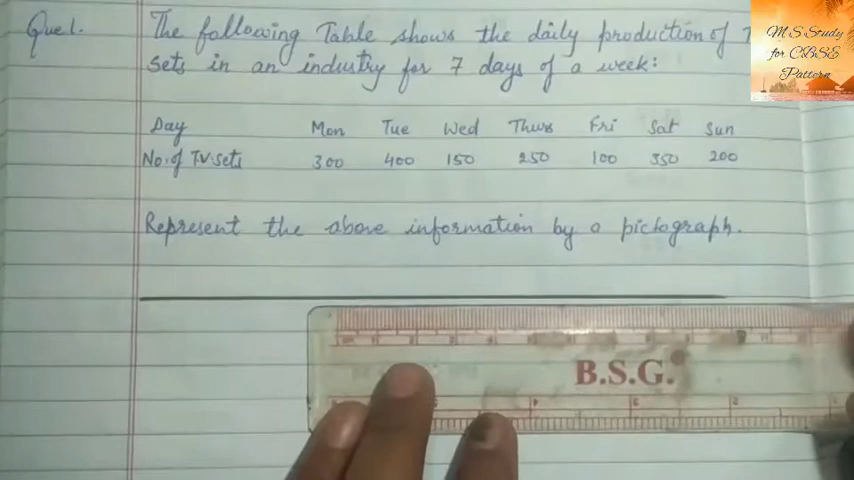 Que1. The following Table shows the daily production of
sets in an industry for 7 days of a week:
Day Mon Tue Wed Thurs Fri Sat Sun
No. of TV sets 300 400 150 250 100 350 200
Represent the above information by a pictograph.
B.S.G.
M S Study
for CBSE
Pattern